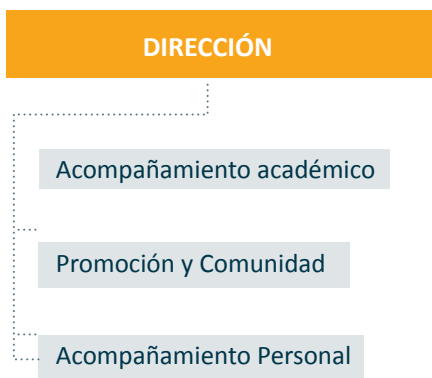 DIRECCIÓN
Acompañamiento académico
Promoción y Comunidad
Acompañamiento Personal